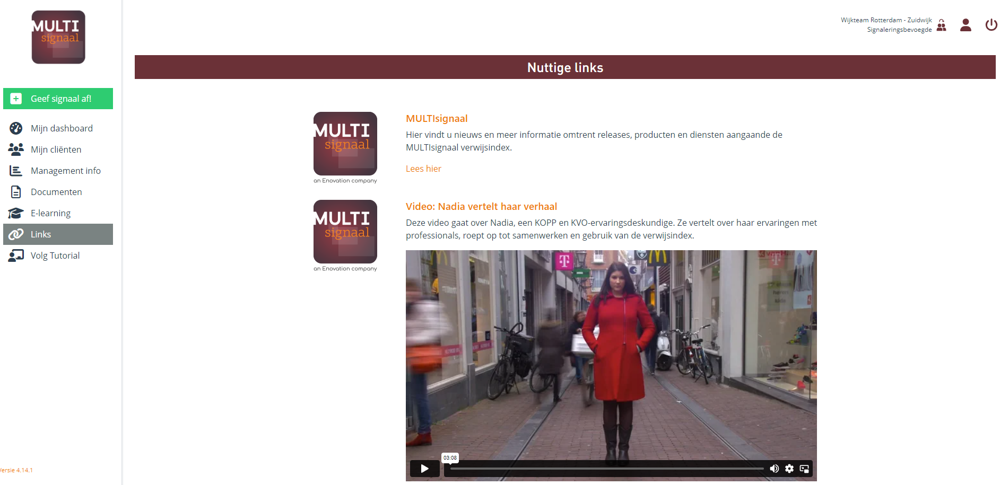 MULTI
signaal
Wijkteam Rotterdam - Zuidwijk
Signaleringsbevoegde
Geef signaal af!
Mijn dashboard
Mijn cliënten
Management info
Documenten
E-learning
Links
Volg Tutorial
Versie 4.14.1
Nuttige links
MULTI
signaal
an Enovation company
MULTIsignaal
Hier vindt u nieuws en meer informatie omtrent releases, producten en diensten aangaande de
MULTIsignaal verwijsindex.
Lees hier
MULTI
signaal
an Enovation company
Video: Nadia vertelt haar verhaal
Deze video gaat over Nadia, een KOPP en KVO-ervaringsdeskundige. Ze vertelt over haar ervaringen met
professionals, roept op tot samenwerken en gebruik van de verwijsindex.
T
03:08